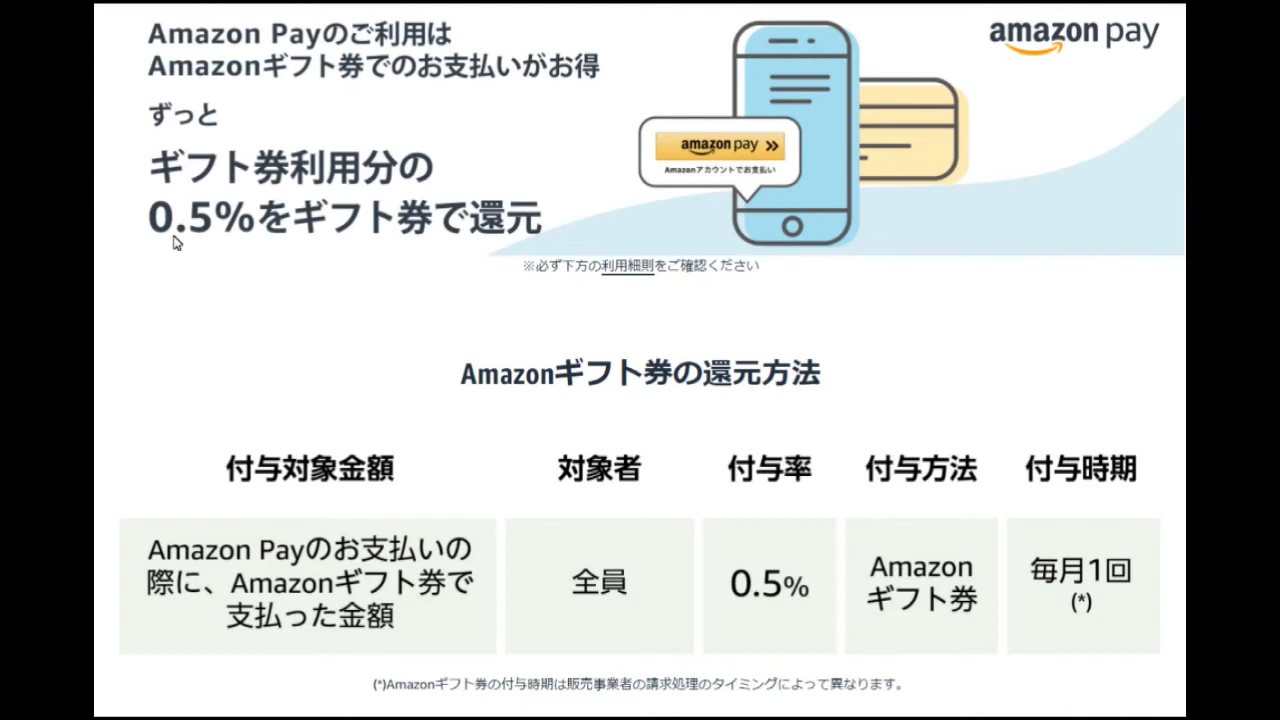 Amazon Payのご利用は
Amazonギフト券でのお支払いがお得
ずっと
ギフト券利用分の
0.5%をギフト券で還元
amazon pay
amazon pay
Amazonアカウントでお支払い
※必ず下方の利用細則をご確認ください
Amazonギフト券の還元方法
付与対象金額 対象者 付与率 付与方法 付与時期
Amazon Payのお支払いの
際に、Amazonギフト券で
支払った金額
全員
0.5%
Amazon
ギフト券
毎月1回
(*)
(*)Amazonギフト券の付与時期は販売事業者の請求処理のタイミングによって異なります。